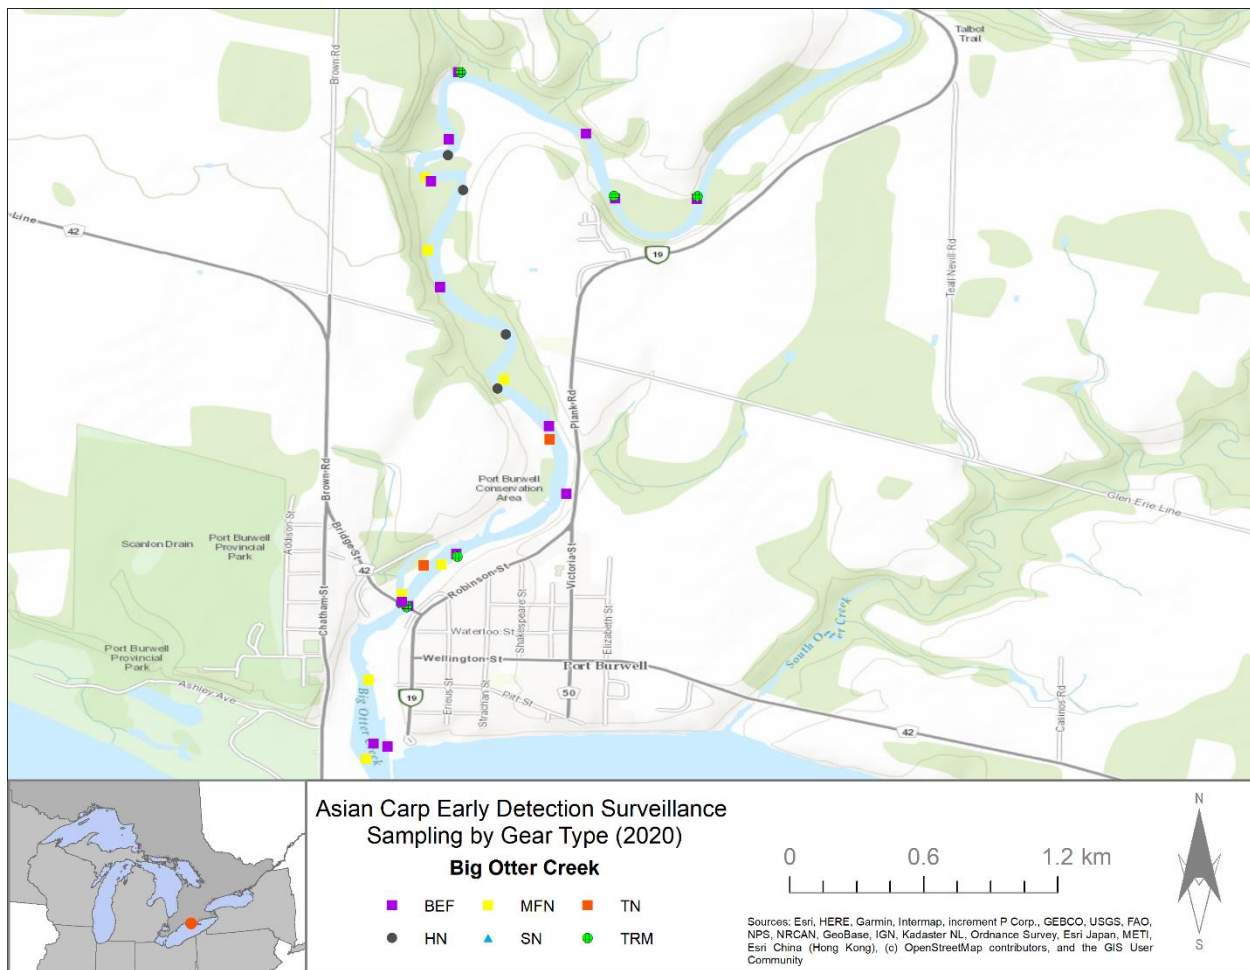 Talbot
Trail
Brown Rd
Line
42
19
Teall Nevill Rd
Plank Rd
Glen Erie Line
Port Burwell
Conservation
Area
Addison St
Brown Rd
Scanlon Drain
Port Burwell
Provincial
Park
Bridge St
42
Robinson St
Victoria St
Chatham St
Shakespeare St
Elizabeth St
Waterloo St
Wellington St
Port Burwell
Port Burwell
Provincial
Park
Ashley Ave
Big Otter Creek
19
Erieus St
Strachan St
Pitt St
50
South O er Creek
Casinos Rd
42
Asian Carp Early Detection Surveillance
Sampling by Gear Type (2020)
Big Otter Creek
BEF MFN TN
HN SN TRM
0 0.6 1.2 km
N
S
Sources: Esri, HERE, Garmin, Intermap, increment P Corp., GEBCO, USGS, FAO,
NPS, NRCAN, GeoBase, IGN, Kadaster NL, Ordnance Survey, Esri Japan, METI,
Esri China (Hong Kong), (c) OpenStreetMap contributors, and the GIS User
Community